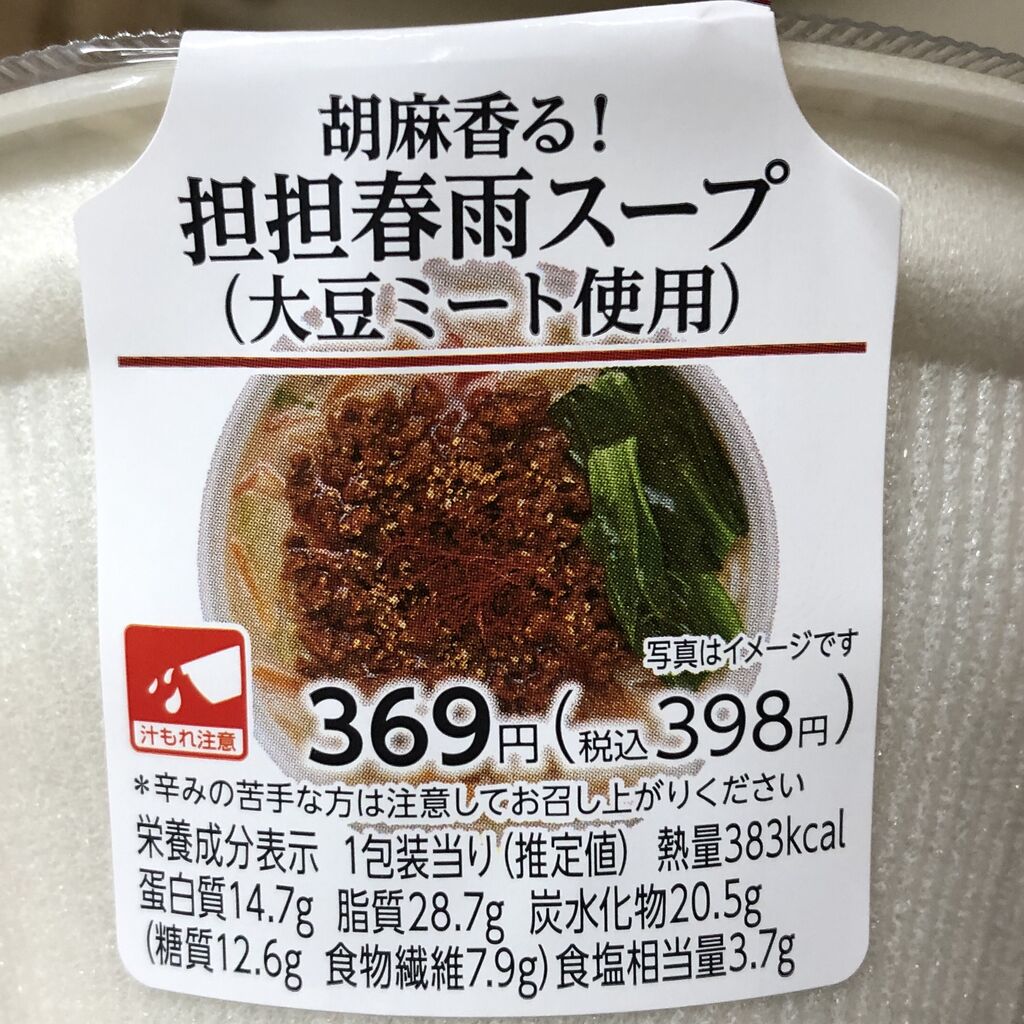 胡麻香る!
担担春雨スープ
(大豆ミート使用)
写真はイメージです
369円(税込398円)
汁もれ注意
*辛みの苦手な方は注意してお召し上がりください
栄養成分表示 1包装当り(推定値) 熱量383kcal
蛋白質14.7g 脂質28.7g 炭水化物20.5g
(糖質12.6g 食物繊維7.9g)食塩相当量3.7g